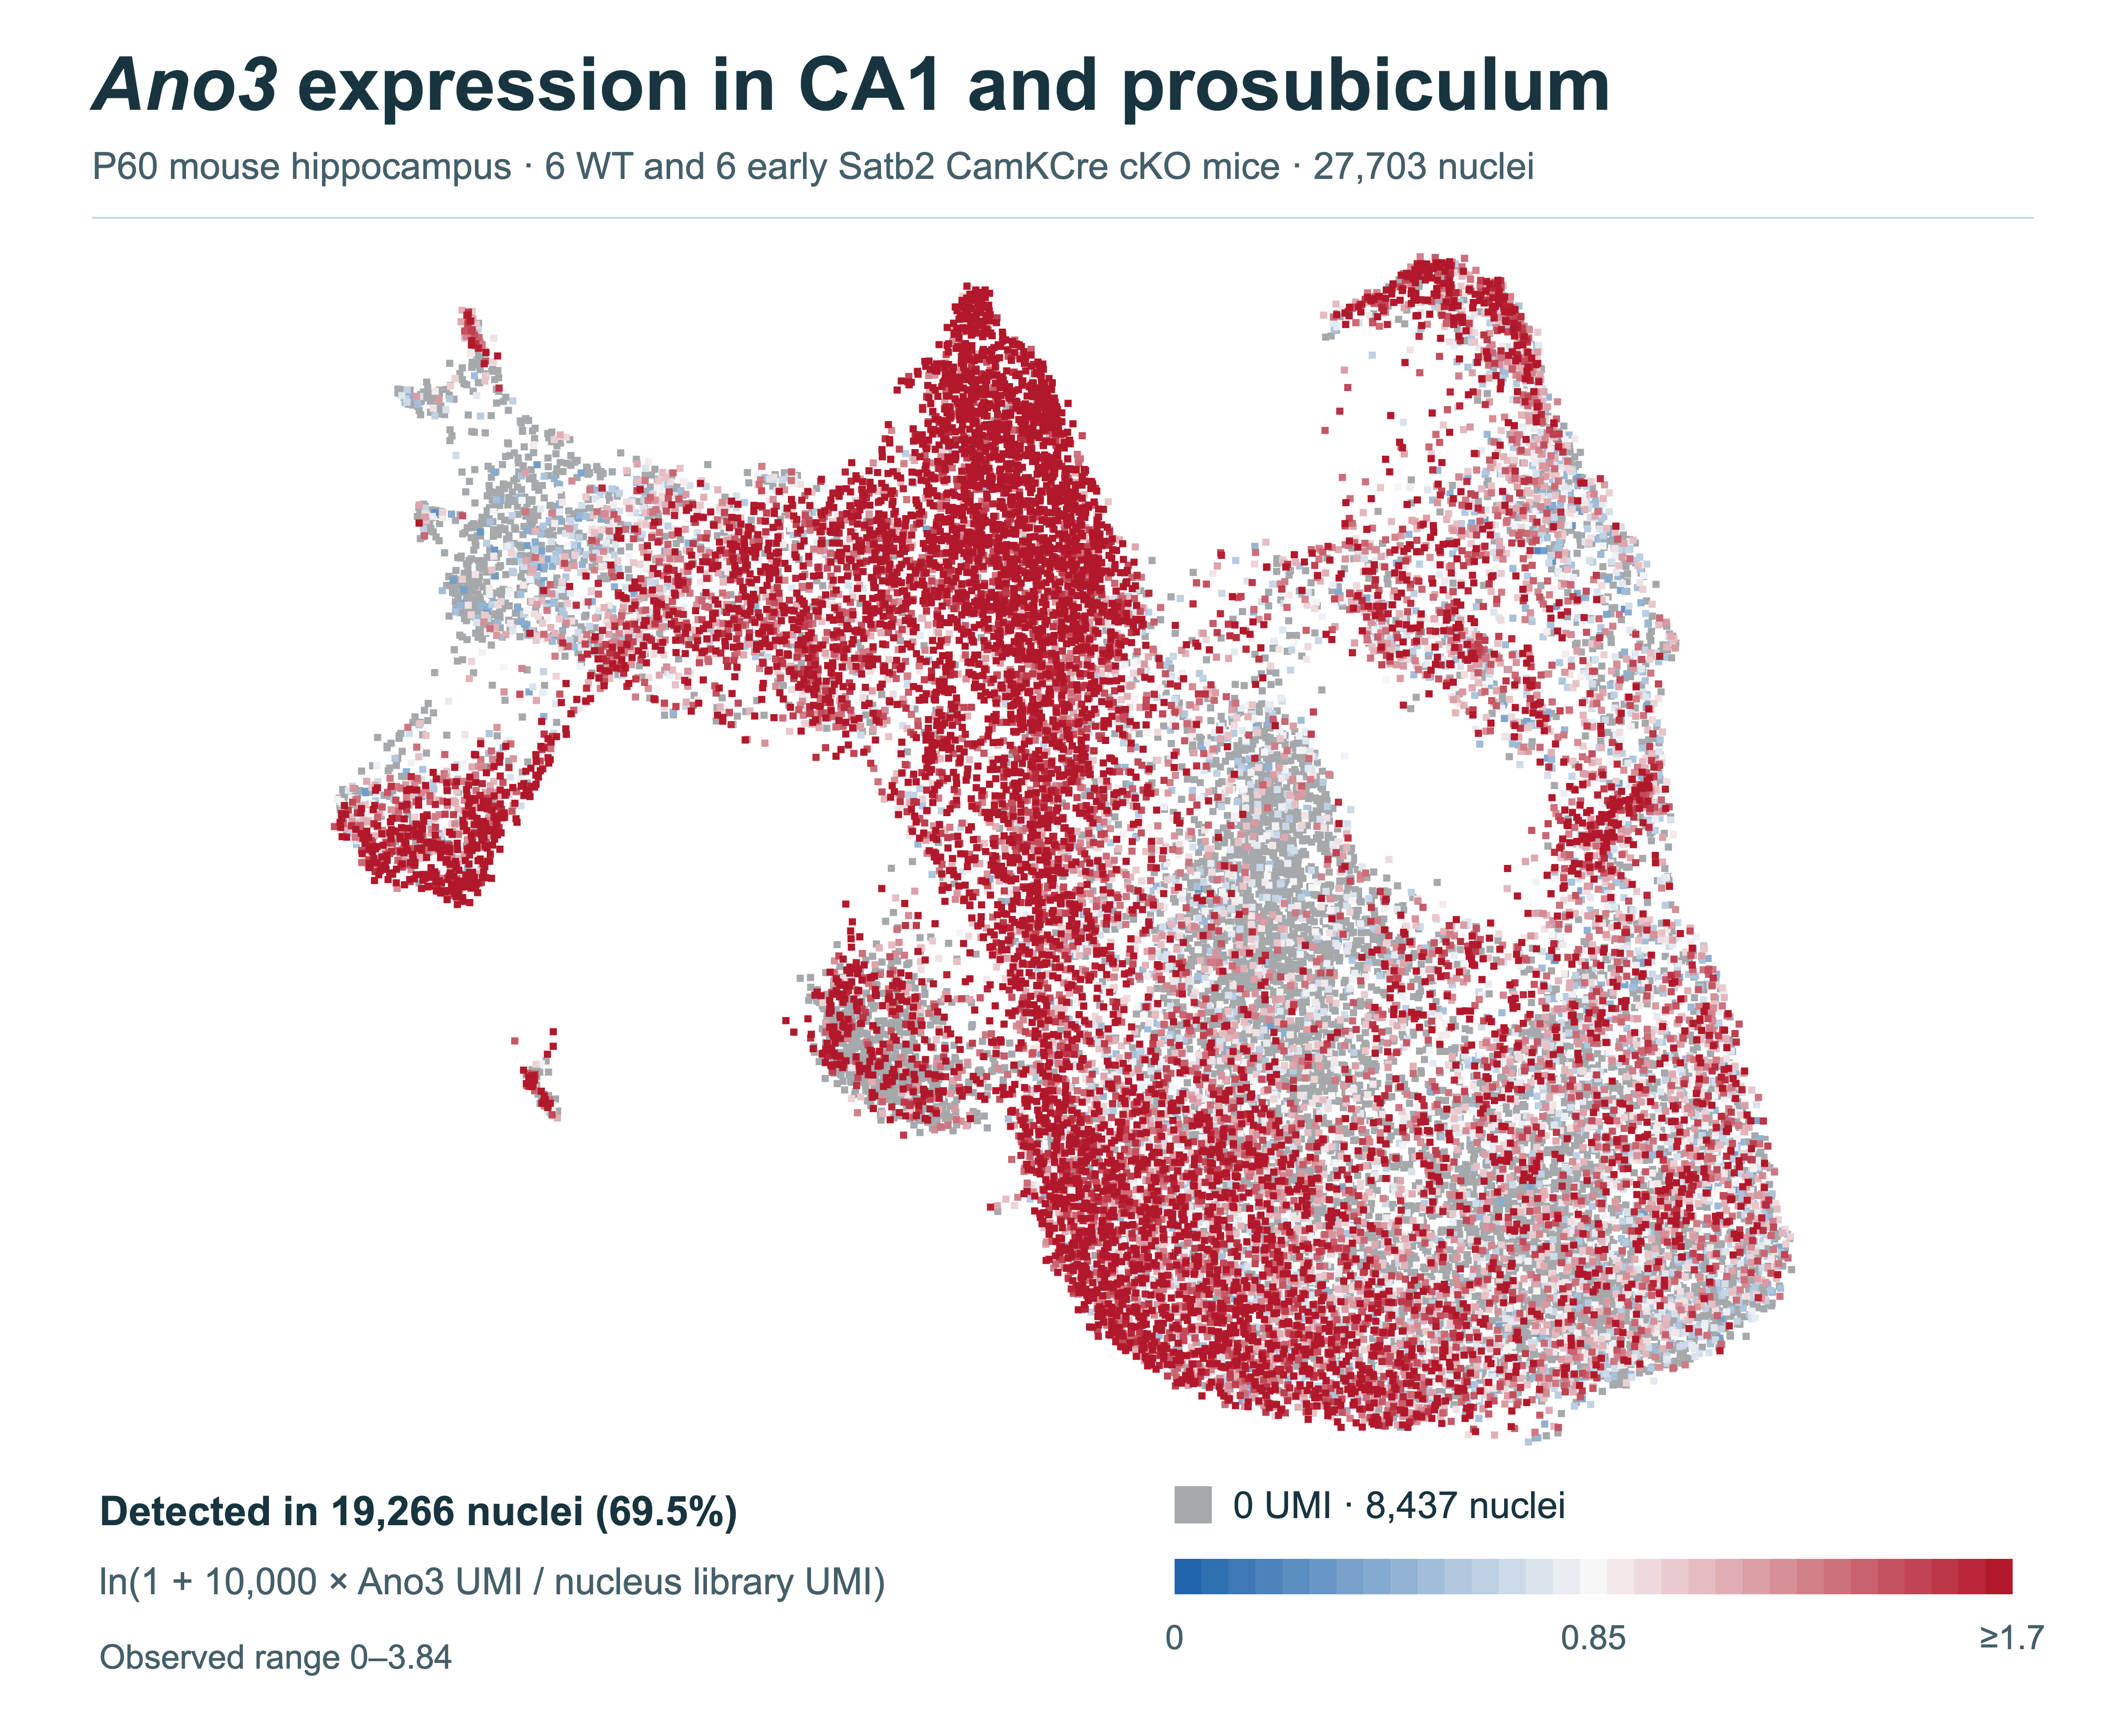 Ano3 expression in CA1 and prosubiculum
P60 mouse hippocampus · 6 WT and 6 early Satb2 CamKCre cKO mice · 27,703 nuclei
Detected in 19,266 nuclei (69.5%)
ln(1 + 10,000 × Ano3 UMI / nucleus library UMI)
Observed range 0–3.84
0 UMI · 8,437 nuclei
0 0.85 ≥1.7